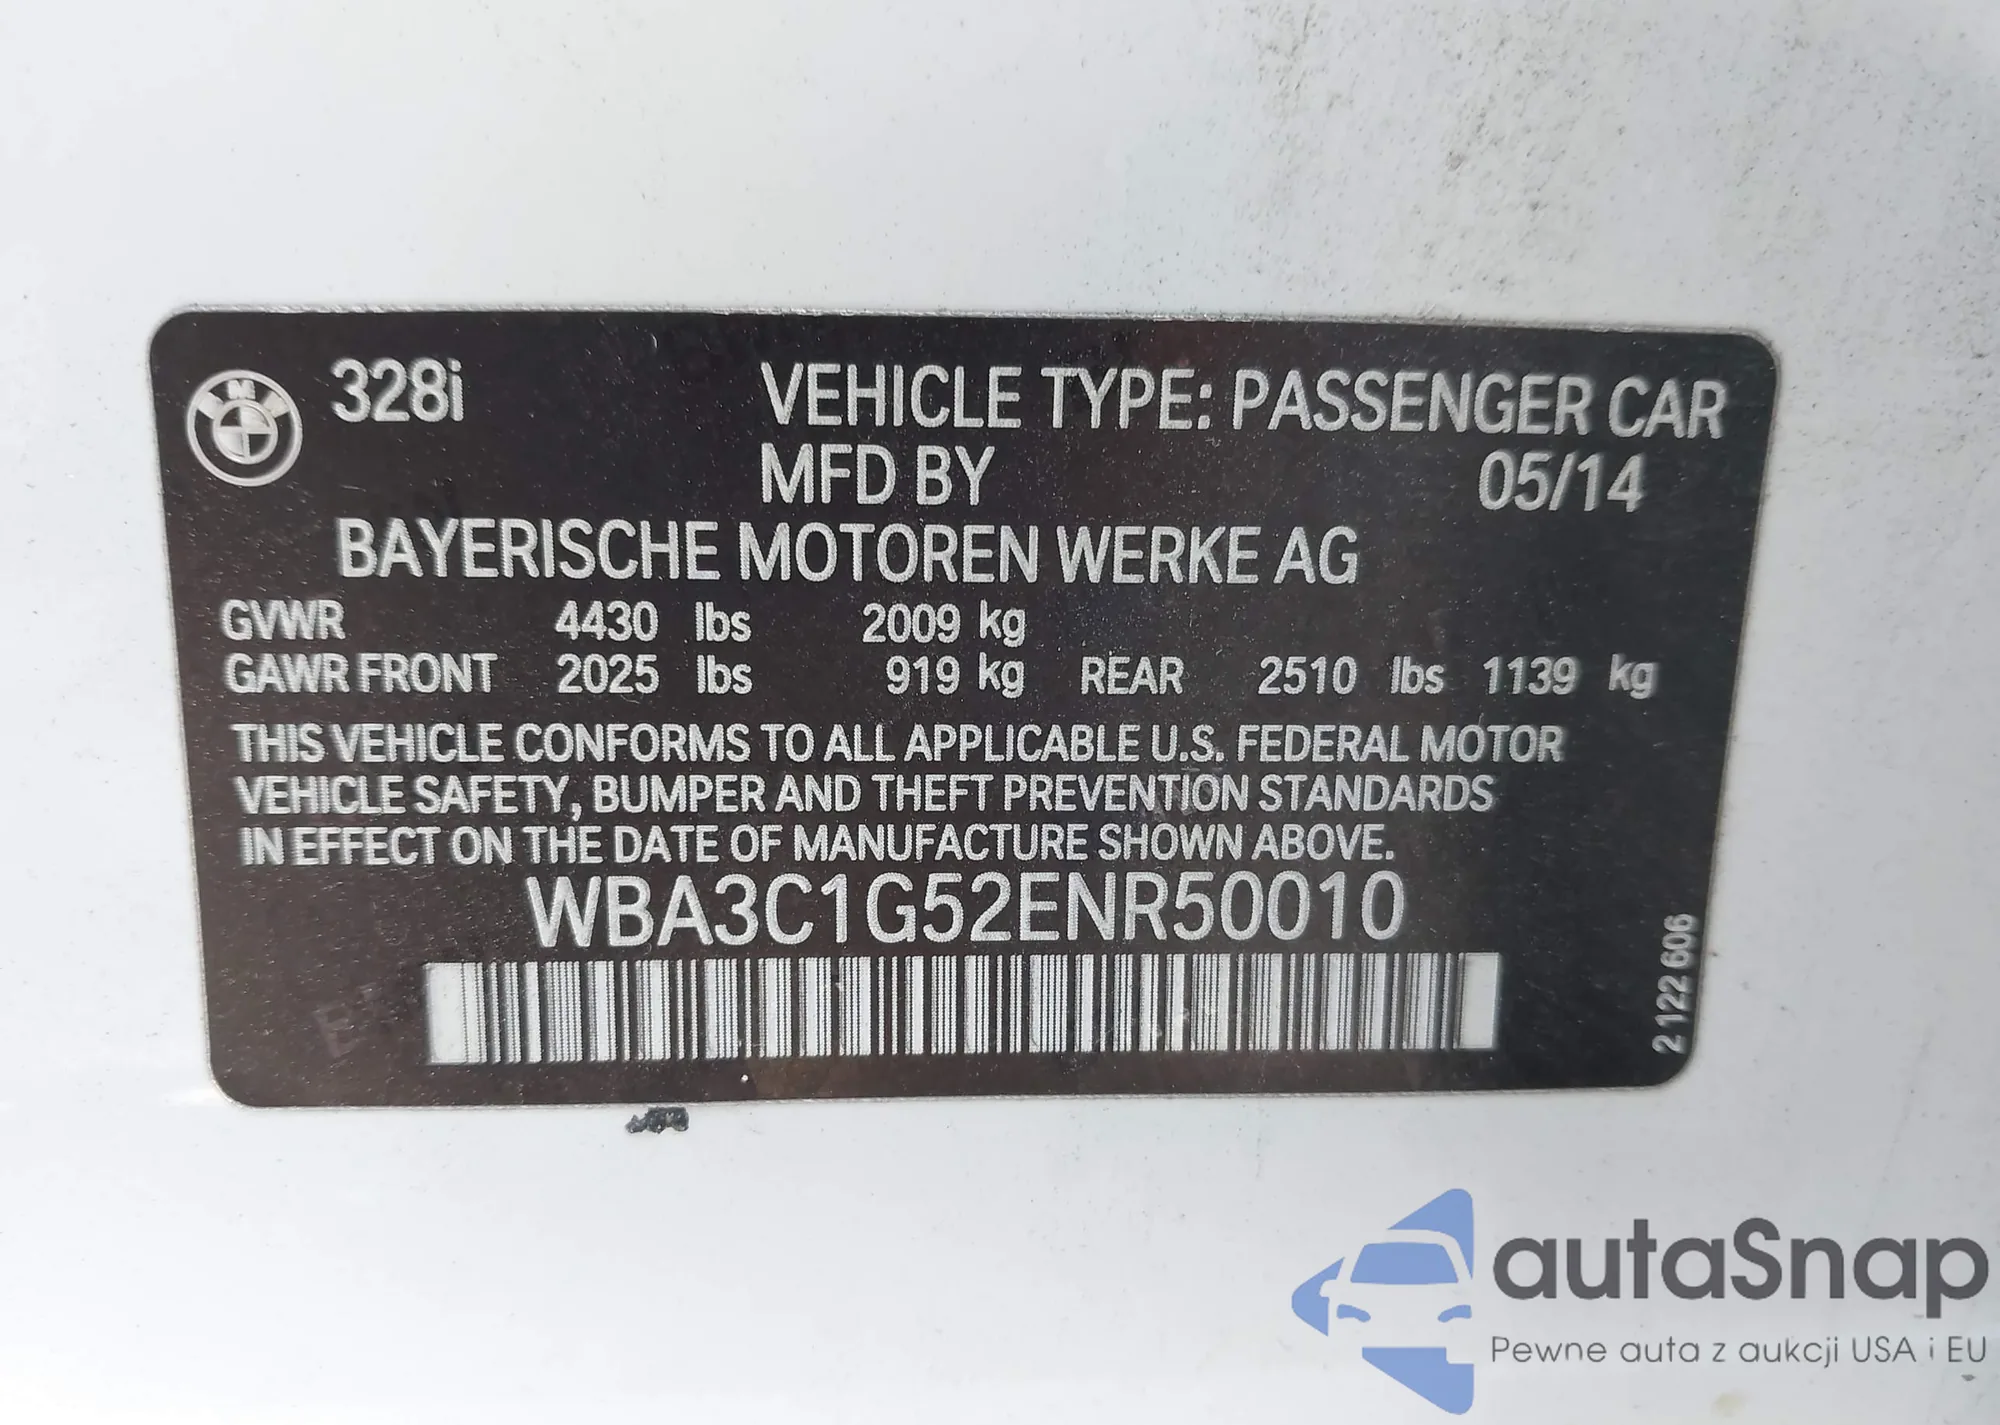 328i VEHICLE TYPE: PASSENGER CAR
MFD BY 05/14
BAYERISCHE MOTOREN WERKE AG
GVWR 4430 lbs 2009 kg
GAWR FRONT 2025 lbs 919 kg REAR 2510 lbs 1139 kg
THIS VEHICLE CONFORMS TO ALL APPLICABLE U.S. FEDERAL MOTOR
VEHICLE SAFETY, BUMPER AND THEFT PREVENTION STANDARDS
IN EFFECT ON THE DATE OF MANUFACTURE SHOWN ABOVE.
WBA3C1G52ENR50010
2 122 606
autaSnap
Pewne auta z aukcji USA i EU